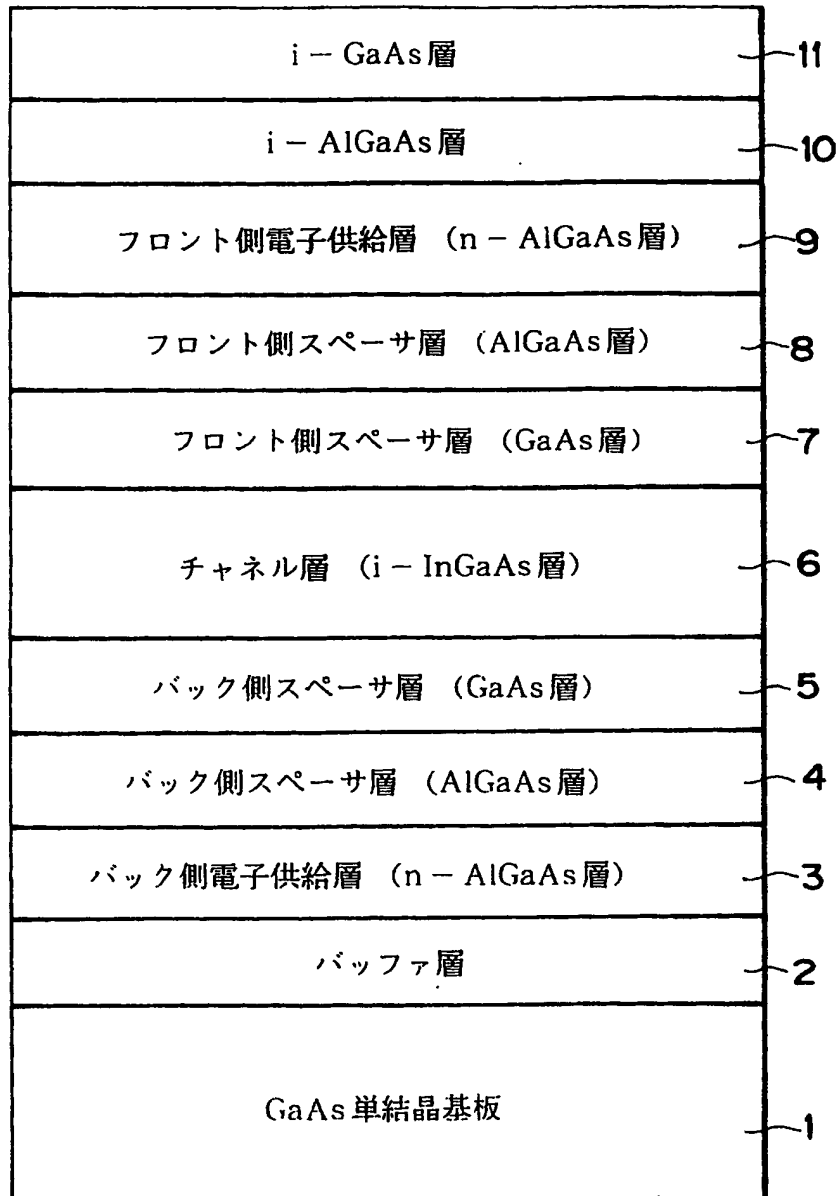 i－GaAs層 11
i－AlGaAs層 10
フロント側電子供給層 （n－AlGaAs層） 9
フロント側スペーサ層 （AlGaAs層） 8
フロント側スペーサ層 （GaAs層） 7
チャネル層 （i－InGaAs層） 6
バック側スペーサ層 （GaAs層） 5
バック側スペーサ層 （AlGaAs層） 4
バック側電子供給層 （n－AlGaAs層） 3
バッファ層 2
GaAs単結晶基板 1